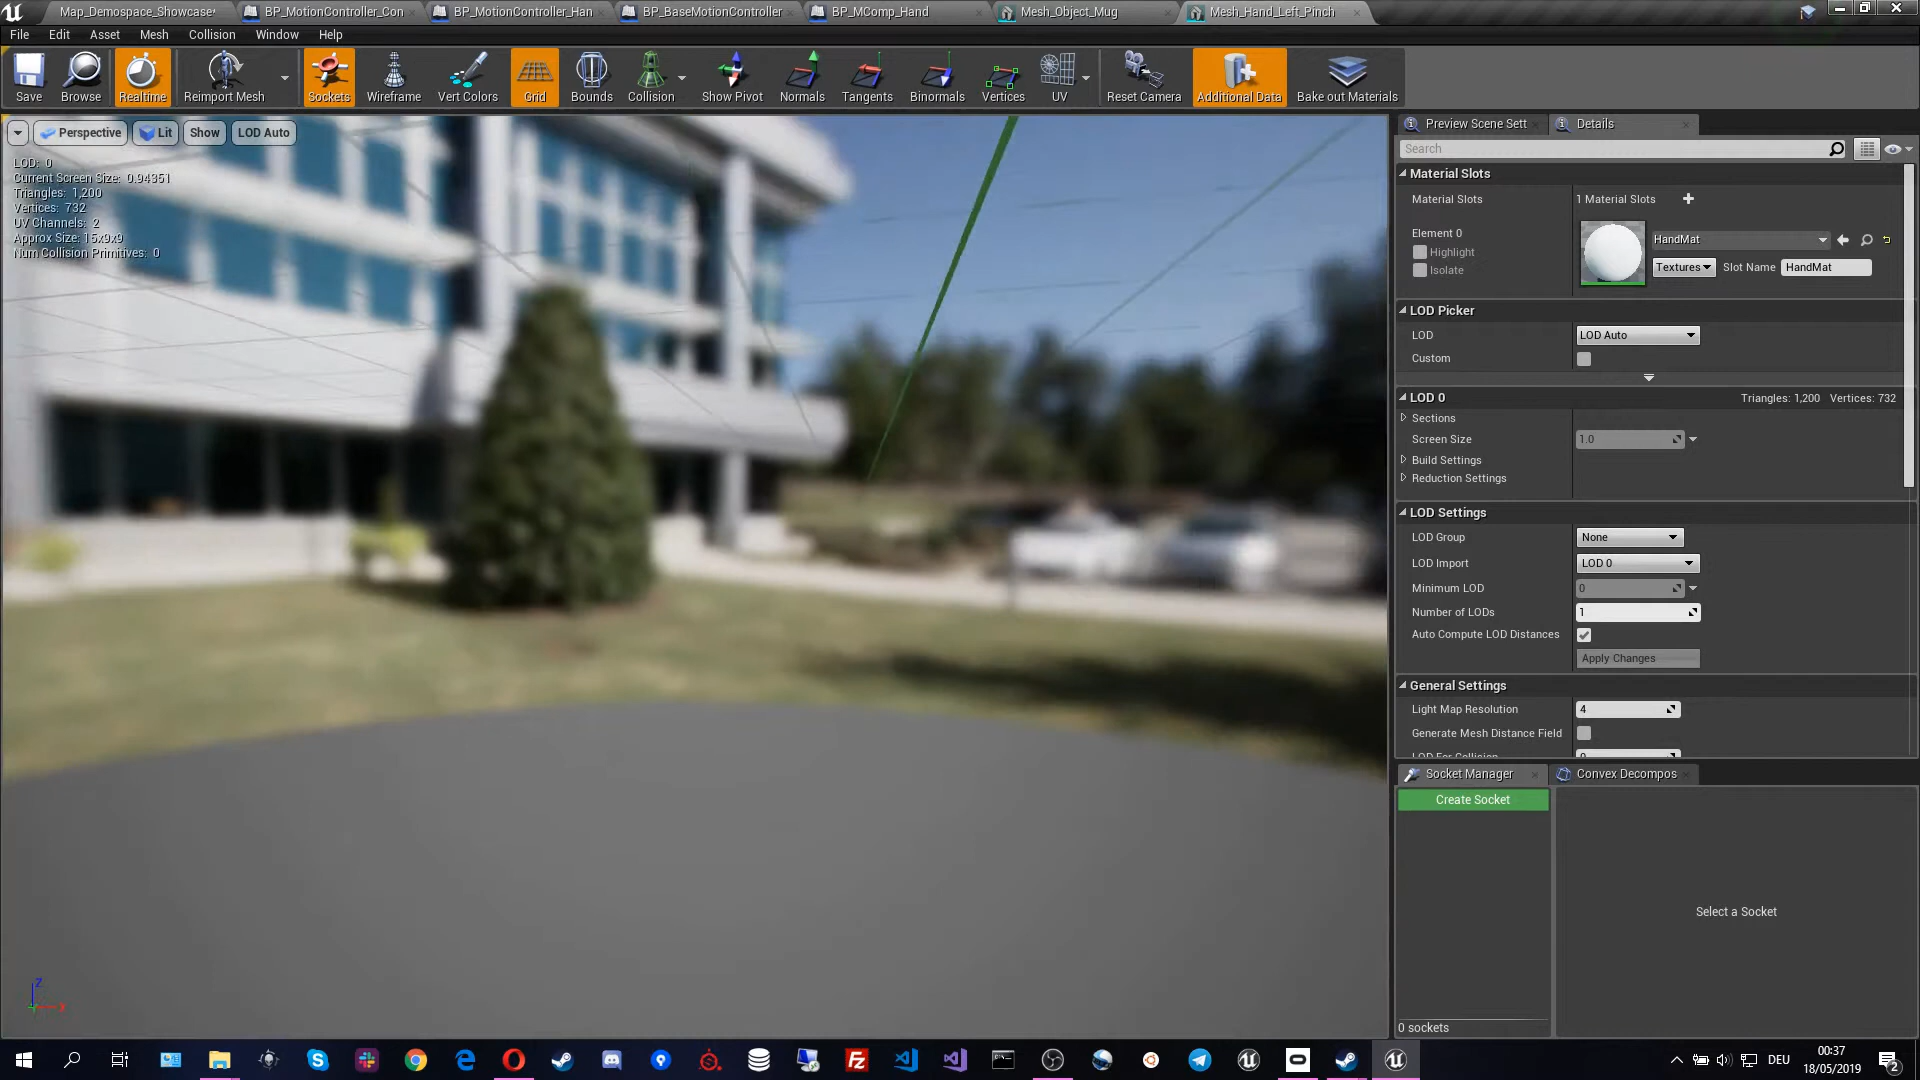 Map_Demospace_Showcase*
BP_MotionController_Con
BP_MotionController_Han
BP_BaseMotionController
BP_MComp_Hand
Mesh_Object_Mug
Mesh_Hand_Left_Pinch
File Edit Asset Mesh Collision Window Help
Save
Browse
Realtime
Reimport Mesh
Sockets
Wireframe
Vert Colors
Grid
Bounds
Collision
Show Pivot
Normals
Tangents
Binormals
Vertices
UV
Reset Camera
Additional Data
Bake out Materials
Perspective Lit Show LOD Auto
LOD: 0
Current Screen Size: 0.94351
Triangles: 1,200
Vertices: 732
UV Channels: 2
Approx Size: 15x9x9
Num Collision Primitives: 0
Z
X
Preview Scene Sett
Details
Search
Material Slots
Material Slots 1 Material Slots
Element 0
Highlight
Isolate
HandMat
Textures Slot Name HandMat
LOD Picker
LOD LOD Auto
Custom
LOD 0 Triangles: 1,200 Vertices: 732
Sections
Screen Size 1.0
Build Settings
Reduction Settings
LOD Settings
LOD Group None
LOD Import LOD 0
Minimum LOD 0
Number of LODs 1
Auto Compute LOD Distances
Apply Changes
General Settings
Light Map Resolution 4
Generate Mesh Distance Field
LOD For Collision 0
Socket Manager
Convex Decompos
Create Socket
Select a Socket
0 sockets
DEU
00:37
18/05/2019
2